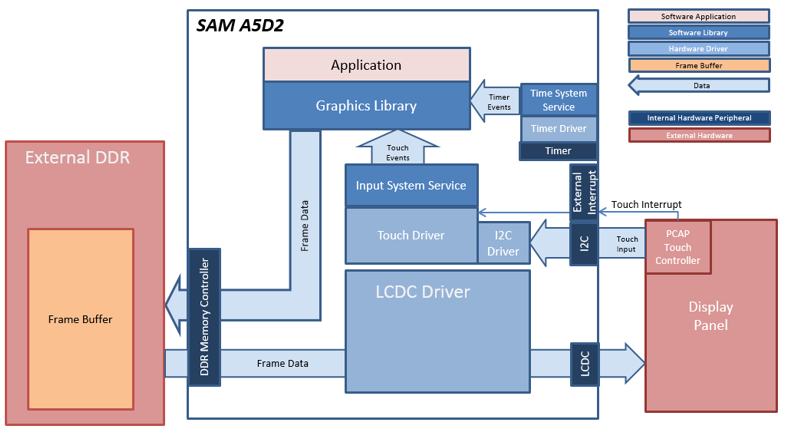 SAM A5D2
Software Application
Software Library
Hardware Driver
Frame Buffer
Data
Internal Hardware Peripheral
External Hardware
Application
Graphics Library
Timer
Events
Time System
Service
Timer Driver
Timer
Touch
Events
External DDR
Input System Service
External
Interrupt
Touch Interrupt
Frame Data
Touch Driver
I2C
Driver
I2C
Touch
Input
PCAP
Touch
Controller
DDR Memory Controller
LCDC Driver
Frame Buffer
Display
Panel
Frame Data
LCDC